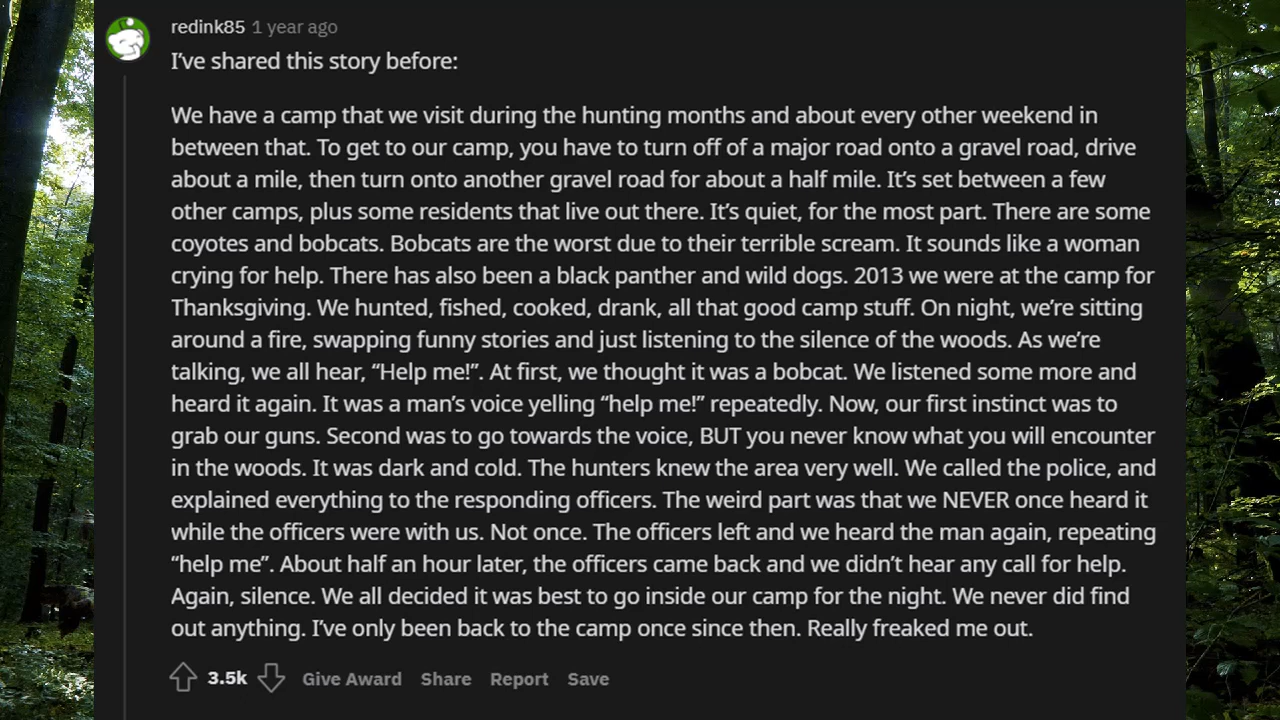 redink85 1 year ago
I've shared this story before:
We have a camp that we visit during the hunting months and about every other weekend in
between that. To get to our camp, you have to turn off of a major road onto a gravel road, drive
about a mile, then turn onto another gravel road for about a half mile. It's set between a few
other camps, plus some residents that live out there. It's quiet, for the most part. There are some
coyotes and bobcats. Bobcats are the worst due to their terrible scream. It sounds like a woman
crying for help. There has also been a black panther and wild dogs. 2013 we were at the camp for
Thanksgiving. We hunted, fished, cooked, drank, all that good camp stuff. On night, we're sitting
around a fire, swapping funny stories and just listening to the silence of the woods. As we're
talking, we all hear, “Help me!”. At first, we thought it was a bobcat. We listened some more and
heard it again. It was a man's voice yelling “help me!” repeatedly. Now, our first instinct was to
grab our guns. Second was to go towards the voice, BUT you never know what you will encounter
in the woods. It was dark and cold. The hunters knew the area very well. We called the police, and
explained everything to the responding officers. The weird part was that we NEVER once heard it
while the officers were with us. Not once. The officers left and we heard the man again, repeating
“help me”. About half an hour later, the officers came back and we didn't hear any call for help.
Again, silence. We all decided it was best to go inside our camp for the night. We never did find
out anything. I've only been back to the camp once since then. Really freaked me out.
3.5k Give Award Share Report Save